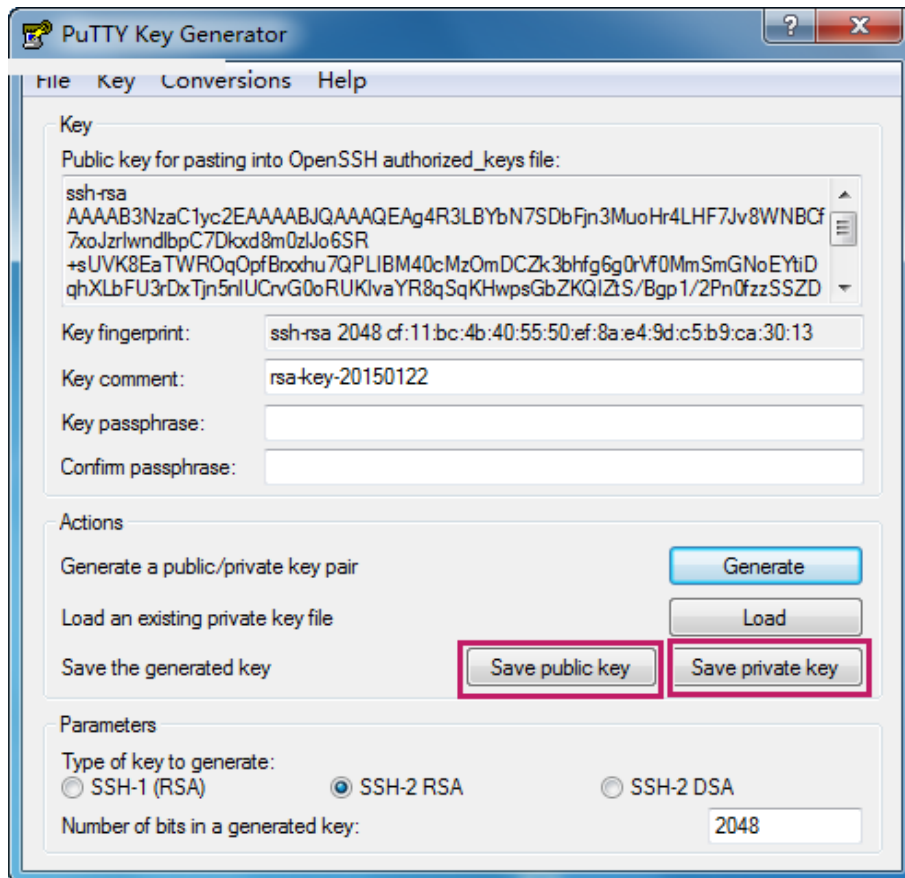 PuTTY Key Generator
File Key Conversions Help
Key
Public key for pasting into OpenSSH authorized_keys file:
ssh-rsa
AAAAB3NzaC1yc2EAAAABJQAAAQEAg4R3LBYbN7SDbFjn3MuoHr4LHF7Jv8WNBCf
7xoJzrlwndlbpC7Dkxd8m0zlJo6SR
+sUVK8EaTWROqOpfBrxxhu7QPLIBM40cMzOmDCZk3bhfg6g0rVf0MmSmGNoEYtiD
qhXLbFU3rDxTjn5nIUCrvG0oRUKIvaYR8qSqKHwpsGbZKQIZtS/Bgp1/2Pn0fzzSSZD
Key fingerprint: ssh-rsa 2048 cf:11:bc:4b:40:55:50:ef:8a:e4:9d:c5:b9:ca:30:13
Key comment: rsa-key-20150122
Key passphrase:
Confirm passphrase:
Actions
Generate a public/private key pair Generate
Load an existing private key file Load
Save the generated key Save public key Save private key
Parameters
Type of key to generate:
SSH-1 (RSA) SSH-2 RSA SSH-2 DSA
Number of bits in a generated key: 2048